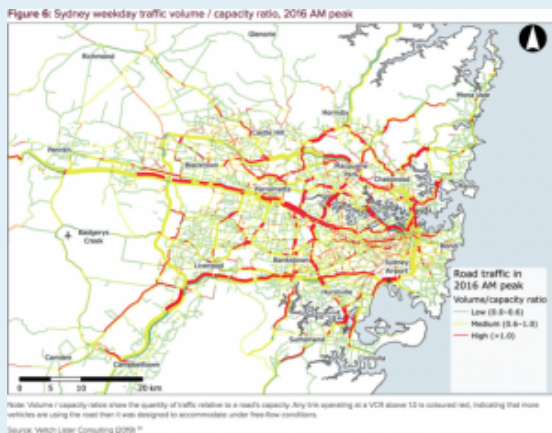 Figure 6: Sydney weekday traffic volume / capacity ratio, 2016 AM peak
Glenorie
Richmond
Mona Vale
Hornsby
Castle Hill
Penrith
Blacktown
Macquarie
Park
Chatswood
Parramatta
Badgerys
Creek
Bondi
Liverpool
Bankstown
Sydney
Airport
Hurstville
Sutherland
Camden
Campbelltown
Road traffic in
2016 AM peak
Volume/capacity ratio
Low (0.0-0.6)
Medium (0.6-1.0)
High (>1.0)
0 5 10 20 km
Note: Volume / capacity ratios show the quantity of traffic relative to a road's capacity. Any link operating at a VCR above 1.0 is coloured red, indicating that more
vehicles are using the road than it was designed to accommodate under free-flow conditions.
Source: Veitch Lister Consulting (2019)